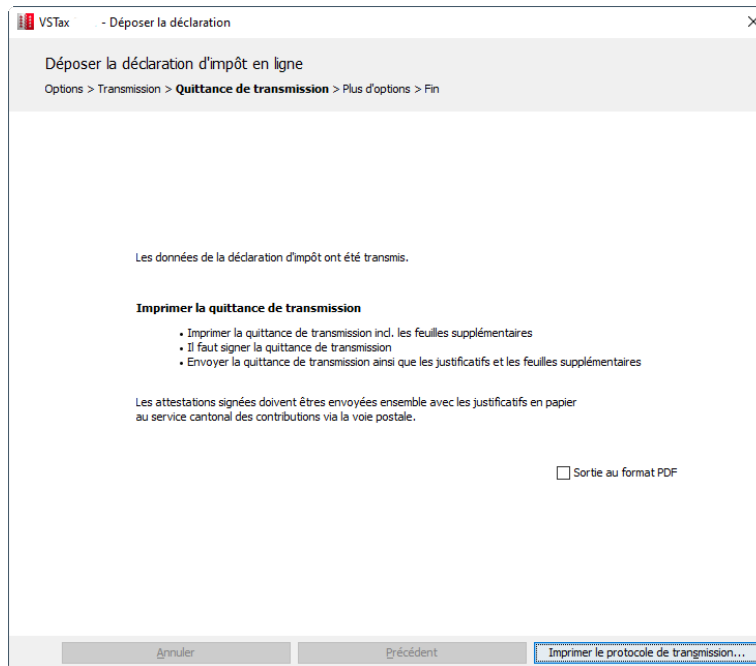 VSTax - Déposer la déclaration
Déposer la déclaration d'impôt en ligne
Options > Transmission > Quittance de transmission > Plus d'options > Fin
Les données de la déclaration d'impôt ont été transmis.
Imprimer la quittance de transmission
• Imprimer la quittance de transmission incl. les feuilles supplémentaires
• Il faut signer la quittance de transmission
• Envoyer la quittance de transmission ainsi que les justificatifs et les feuilles supplémentaires
Les attestations signées doivent êtres envoyées ensemble avec les justificatifs en papier
au service cantonal des contributions via la voie postale.
Sortie au format PDF
Annuler
Précédent
Imprimer le protocole de transmission...